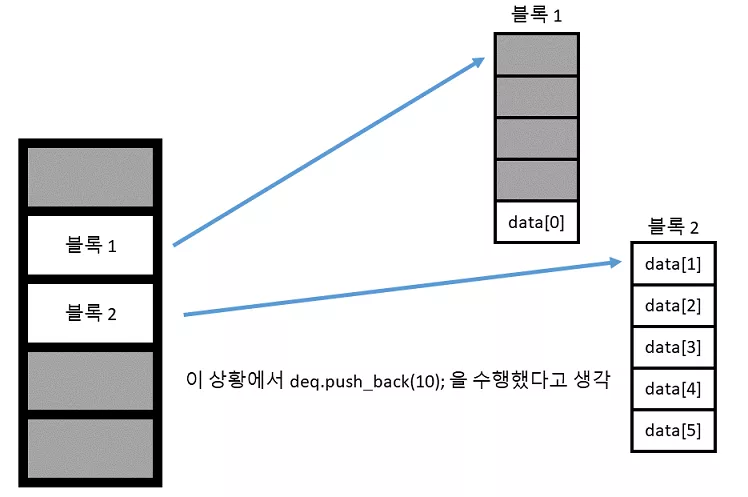 블록 1
data[0]
블록 1
블록 2
블록 2
data[1]
data[2]
data[3]
data[4]
data[5]
이 상황에서 deq.push_back(10); 을 수행했다고 생각